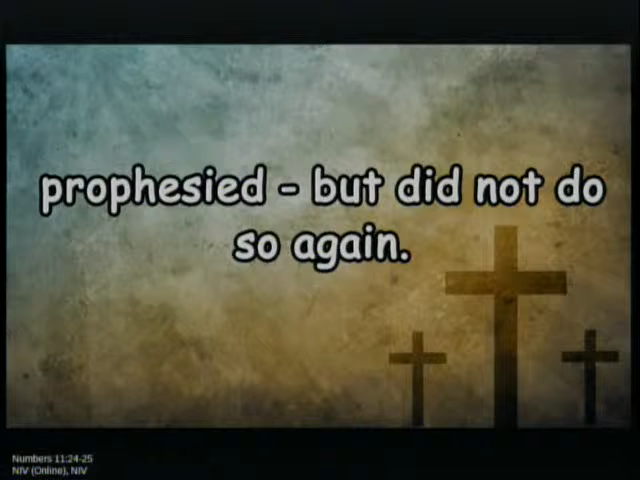 prophesied - but did not do
so again.
Numbers 11:24-25
NIV (Online), NIV